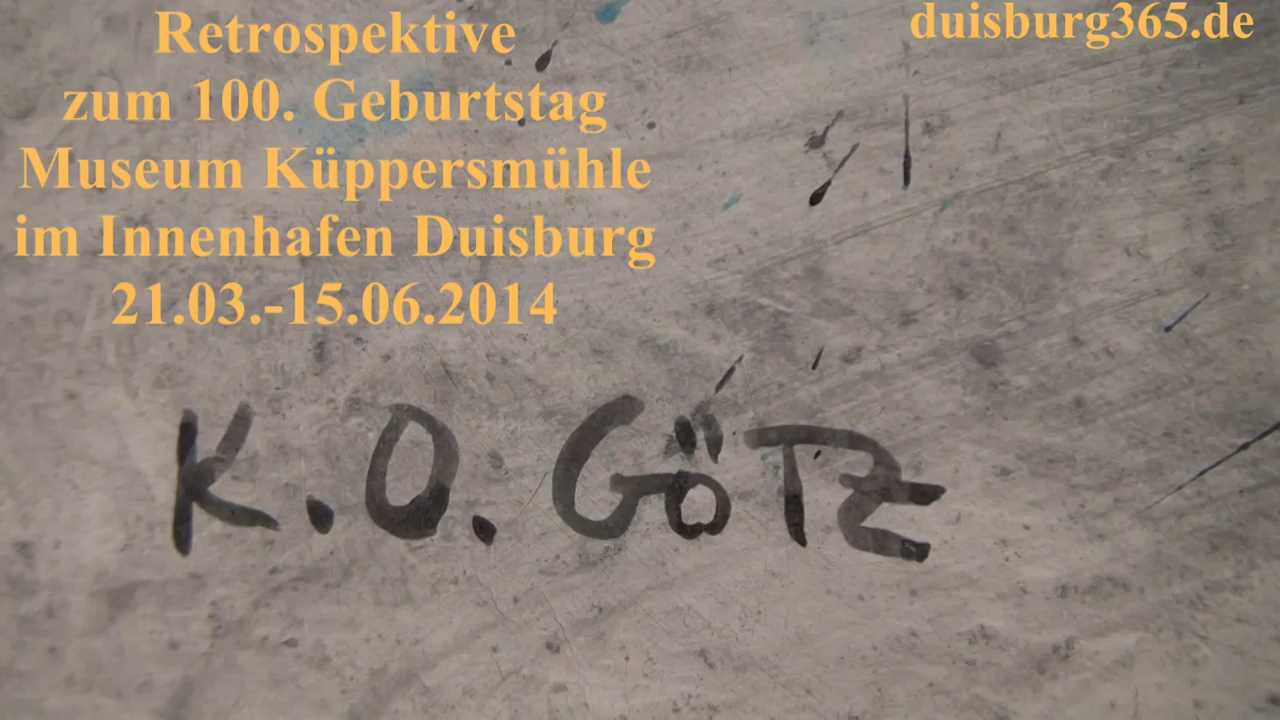 Retrospektive
zum 100. Geburtstag
Museum Küppersmühle
im Innenhafen Duisburg
21.03.-15.06.2014
duisburg365.de
K.O. GöTz